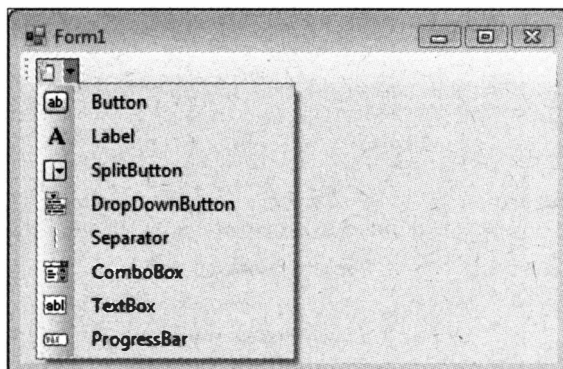 Form1
Button
Label
SplitButton
DropDownButton
Separator
ComboBox
TextBox
ProgressBar